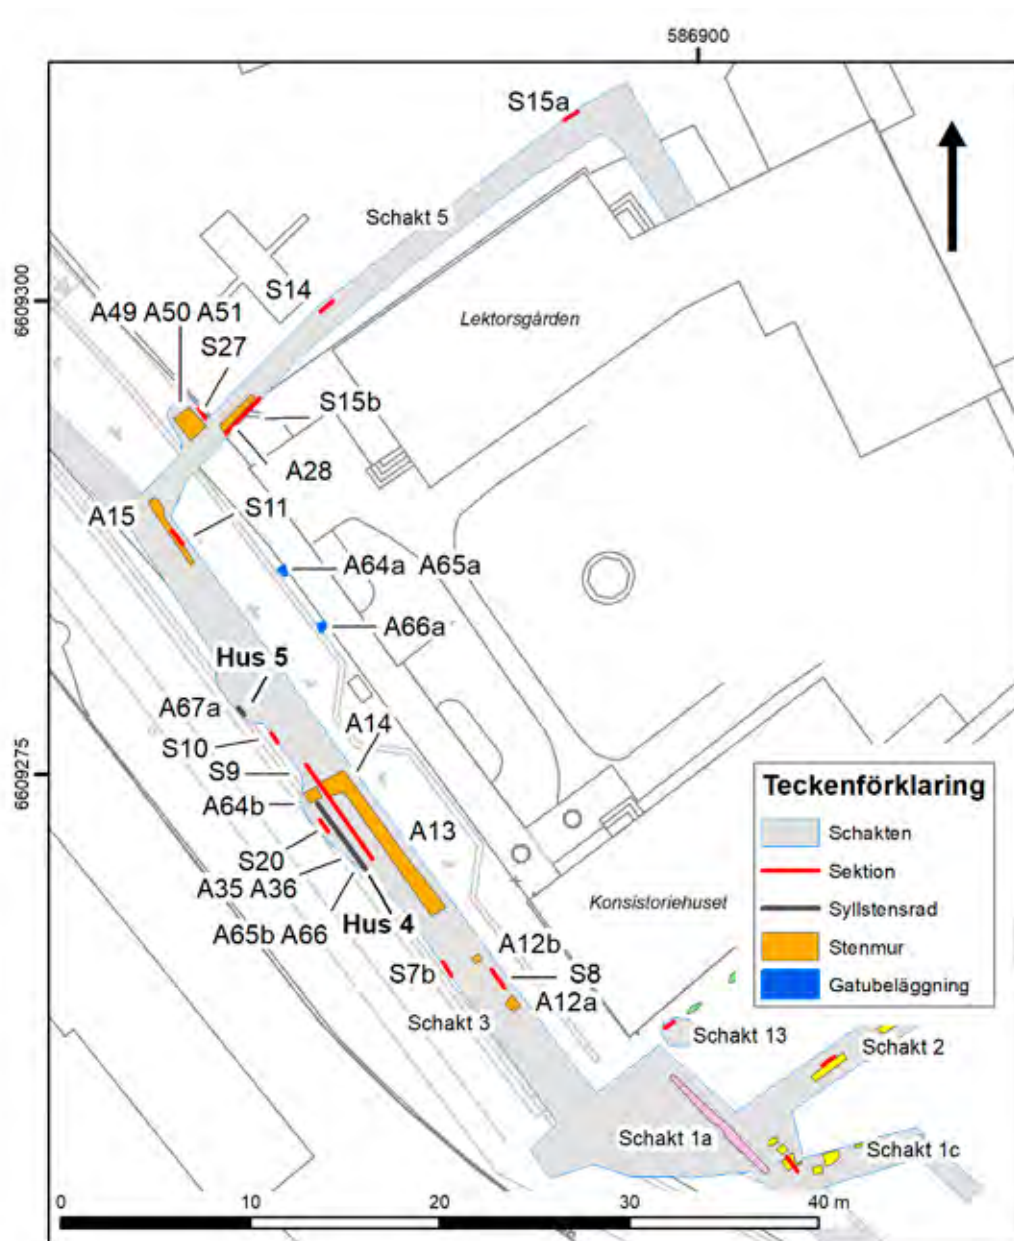 586900
S15a
Schakt 5
6609300
S14
A49 A50 A51
Lektorsgården
S27
S15b
A28
A15
S11
A64a A65a
A66a
Hus 5
A67a
A14
S10
S9
6609275
A64b
A13
S20
A35 A36
Hus 4
A65b A66
A12b
S7b
S8
A12a
Schakt 3
Konsistoriehuset
Teckenförklaring
Schakten
Sektion
Syllstensrad
Stenmur
Gatubeläggning
Schakt 13
Schakt 2
Schakt 1a
Schakt 1c
0 10 20 30 40 m